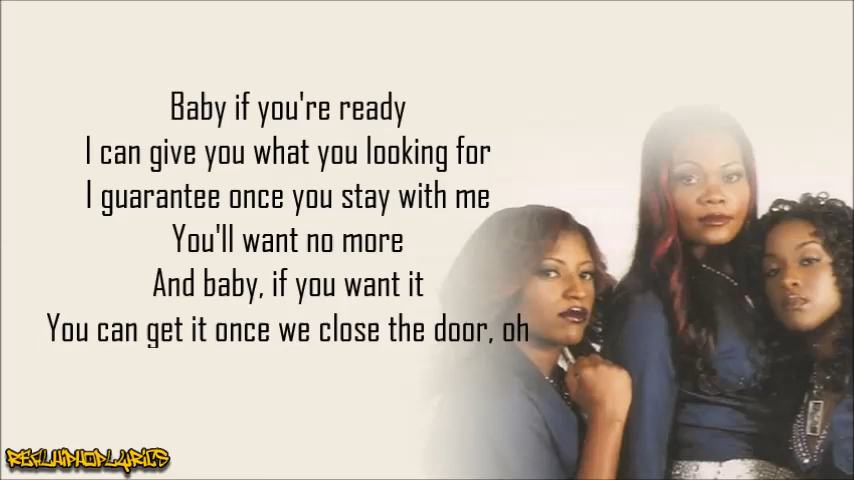 Baby if you're ready
I can give you what you looking for
I guarantee once you stay with me
You'll want no more
And baby, if you want it
You can get it once we close the door, oh
REALHIPHOPLYRICS